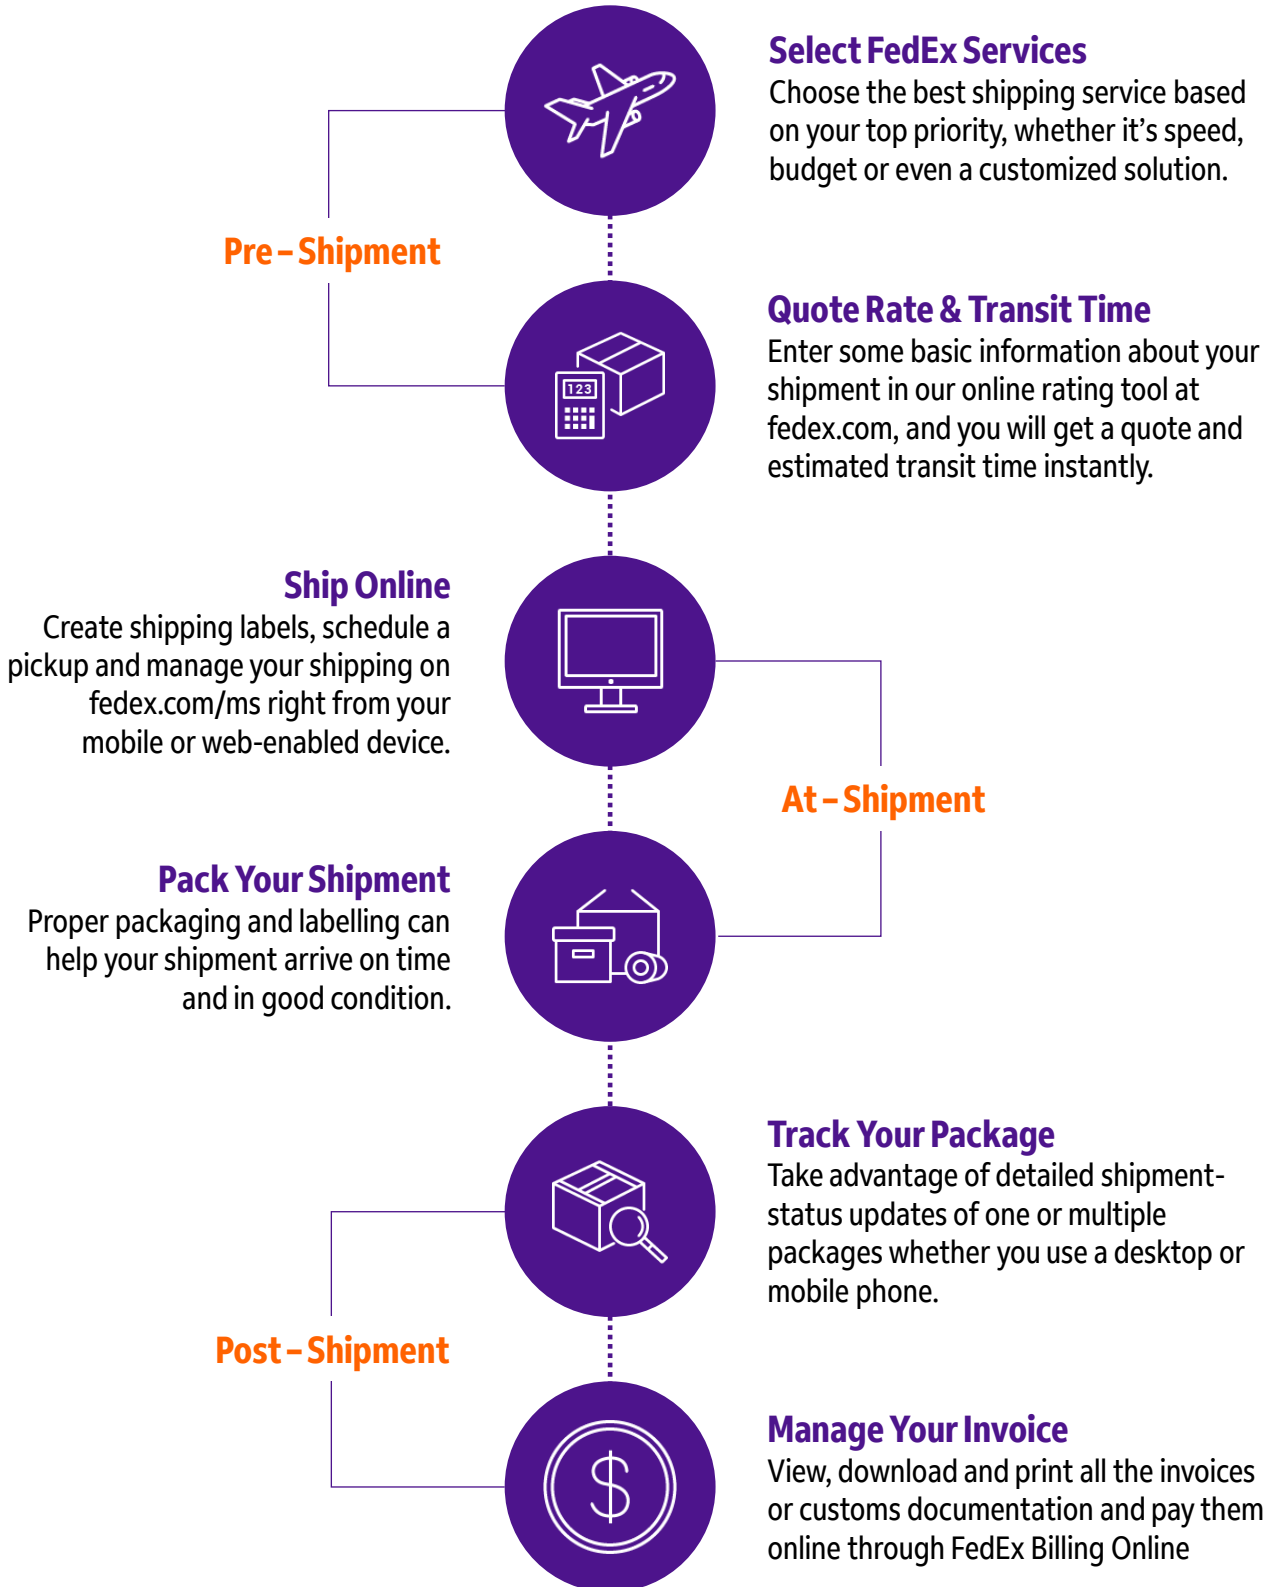 Select FedEx Services
Choose the best shipping service based
on your top priority, whether it’s speed,
budget or even a customized solution.
Pre – Shipment
Quote Rate & Transit Time
Enter some basic information about your
shipment in our online rating tool at
fedex.com, and you will get a quote and
estimated transit time instantly.
123
Ship Online
Create shipping labels, schedule a
pickup and manage your shipping on
fedex.com/ms right from your
mobile or web-enabled device.
At – Shipment
Pack Your Shipment
Proper packaging and labelling can
help your shipment arrive on time
and in good condition.
Track Your Package
Take advantage of detailed shipment-
status updates of one or multiple
packages whether you use a desktop or
mobile phone.
Post – Shipment
Manage Your Invoice
View, download and print all the invoices
or customs documentation and pay them
online through FedEx Billing Online
$